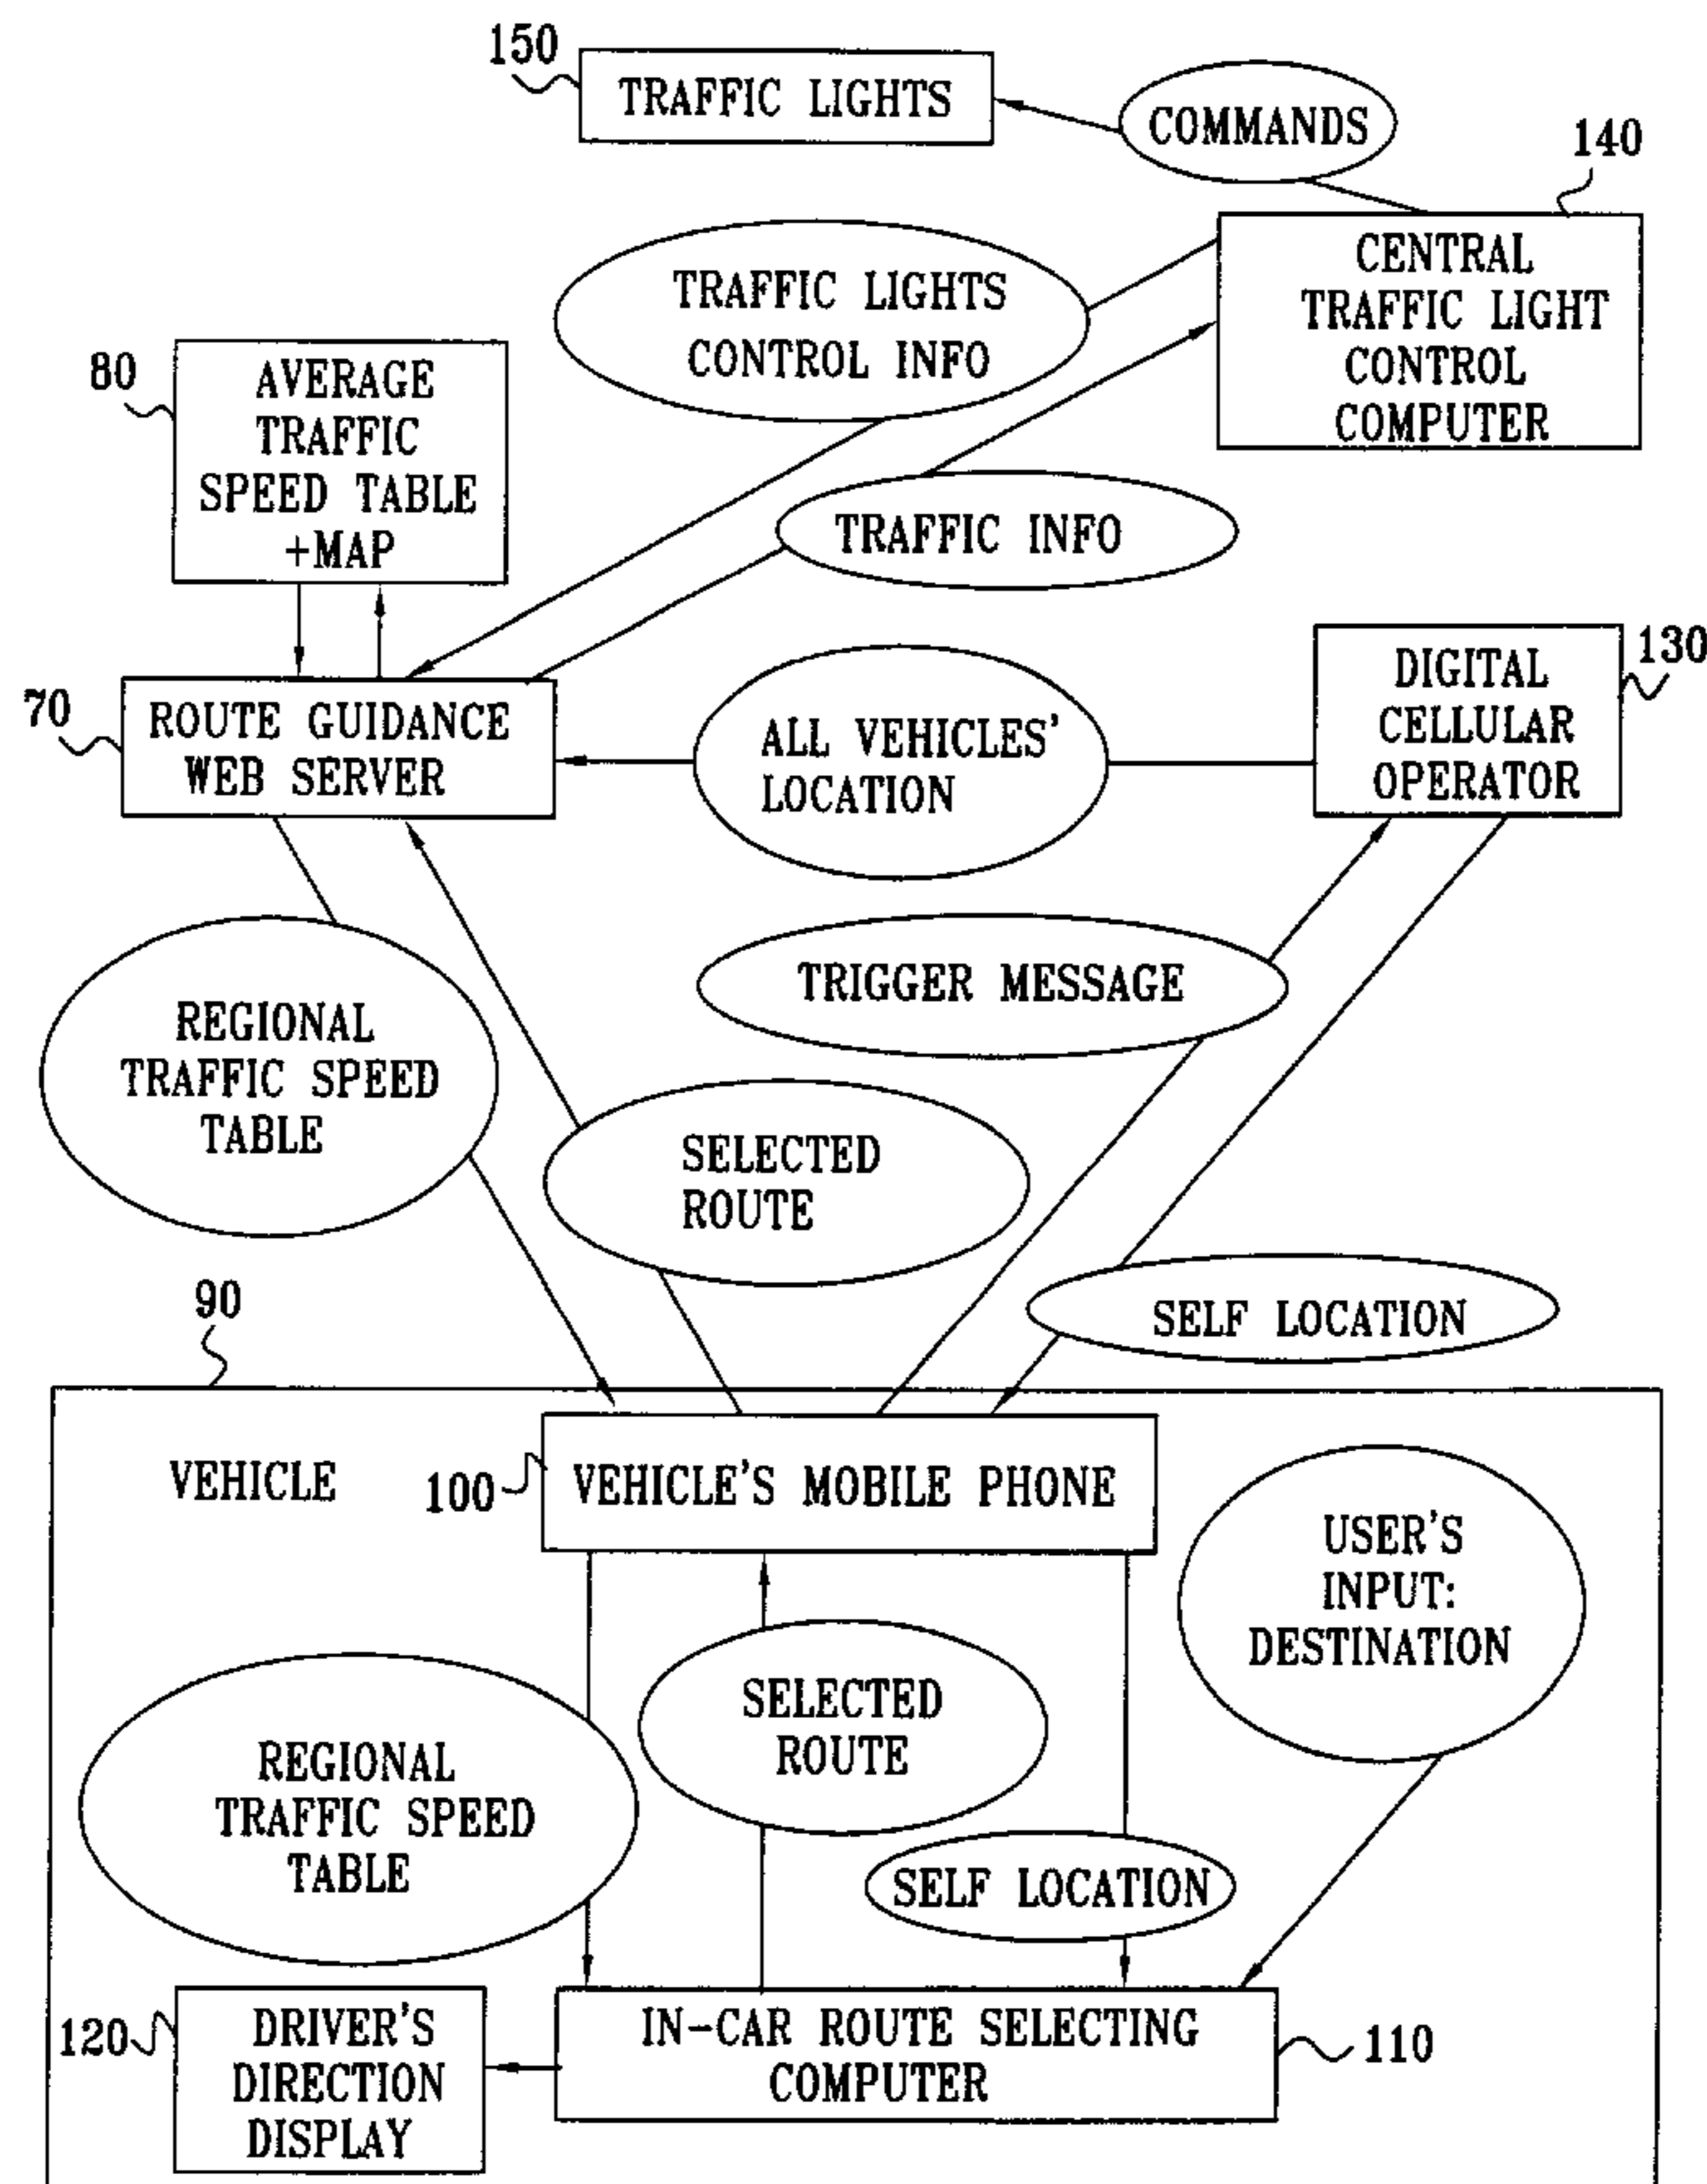 150
TRAFFIC LIGHTS
COMMANDS
140
CENTRAL
TRAFFIC LIGHT
CONTROL
COMPUTER
TRAFFIC LIGHTS
CONTROL INFO
80
AVERAGE
TRAFFIC
SPEED TABLE
+MAP
TRAFFIC INFO
130
DIGITAL
CELLULAR
OPERATOR
70
ROUTE GUIDANCE
WEB SERVER
ALL VEHICLES'
LOCATION
TRIGGER MESSAGE
REGIONAL
TRAFFIC SPEED
TABLE
SELECTED
ROUTE
SELF LOCATION
90
VEHICLE
100
VEHICLE'S MOBILE PHONE
USER'S
INPUT:
DESTINATION
SELECTED
ROUTE
REGIONAL
TRAFFIC SPEED
TABLE
SELF LOCATION
120
DRIVER'S
DIRECTION
DISPLAY
IN-CAR ROUTE SELECTING
COMPUTER
110